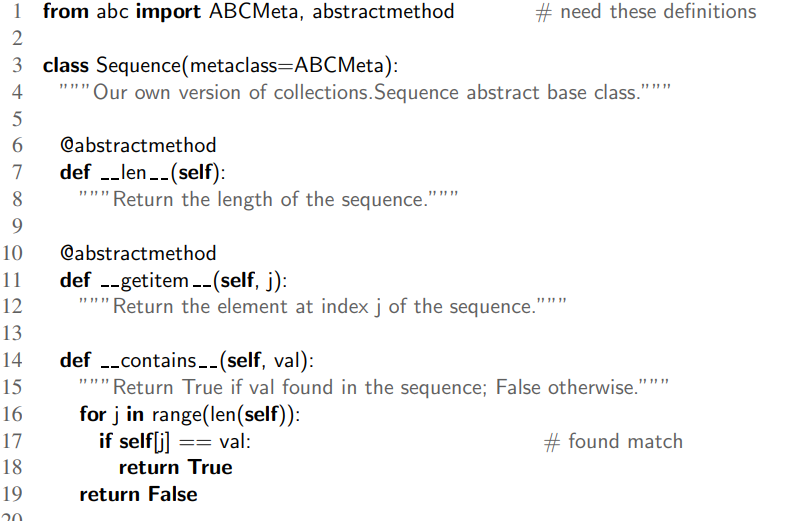 1 from abc import ABCMeta, abstractmethod # need these definitions
2
3 class Sequence(metaclass=ABCMeta):
4 """Our own version of collections.Sequence abstract base class."""
5
6 @abstractmethod
7 def __len__(self):
8 """Return the length of the sequence."""
9
10 @abstractmethod
11 def __getitem__(self, j):
12 """Return the element at index j of the sequence."""
13
14 def __contains__(self, val):
15 """Return True if val found in the sequence; False otherwise."""
16 for j in range(len(self)):
17 if self[j] == val: # found match
18 return True
19 return False
20